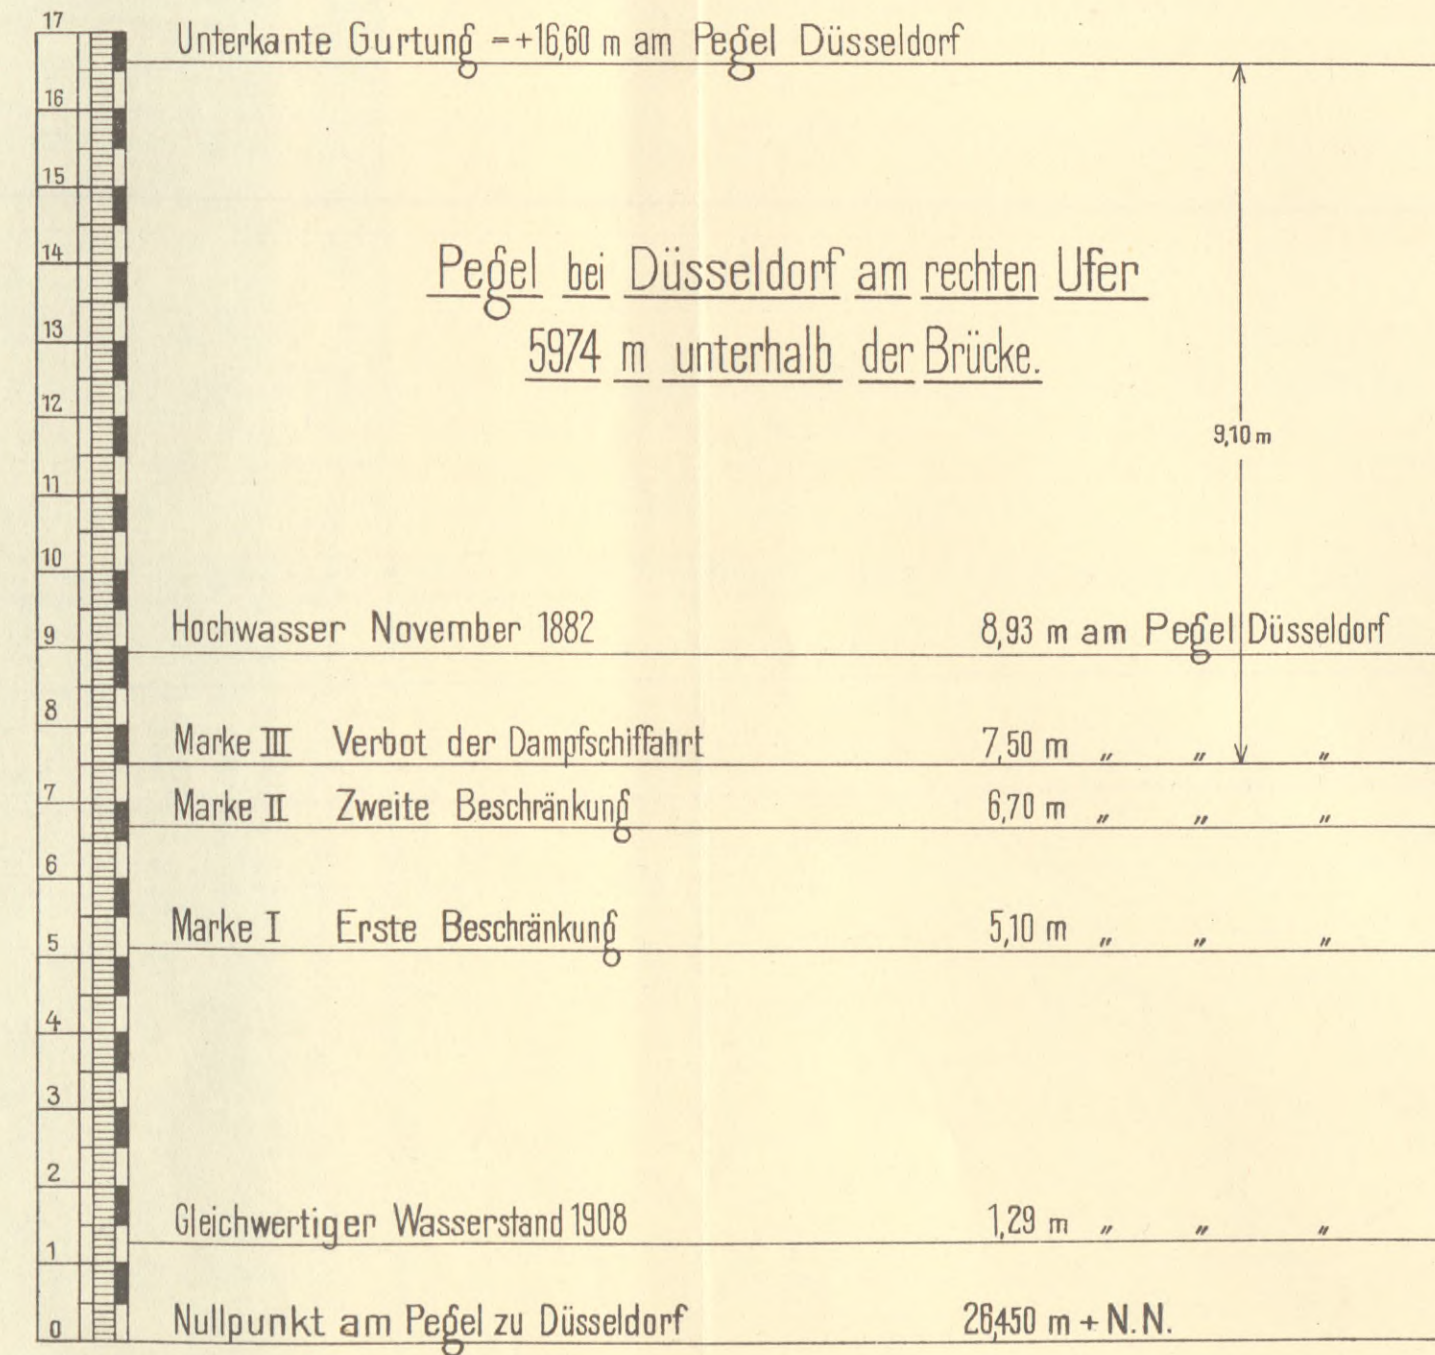 17
Unterkante Gurtung = +16,60 m am Pegel Düsseldorf
16
15
14
Pegel bei Düsseldorf am rechten Ufer
13
5974 m unterhalb der Brücke.
12
9,10 m
11
10
9
Hochwasser November 1882 8,93 m am Pegel Düsseldorf
8
Marke III Verbot der Dampfschiffahrt 7,50 m „ „ „
7
Marke II Zweite Beschränkung 6,70 m „ „ „
6
Marke I Erste Beschränkung 5,10 m „ „ „
5
4
3
2
Gleichwertiger Wasserstand 1908 1,29 m „ „ „
1
0 Nullpunkt am Pegel zu Düsseldorf 26,450 m + N.N.